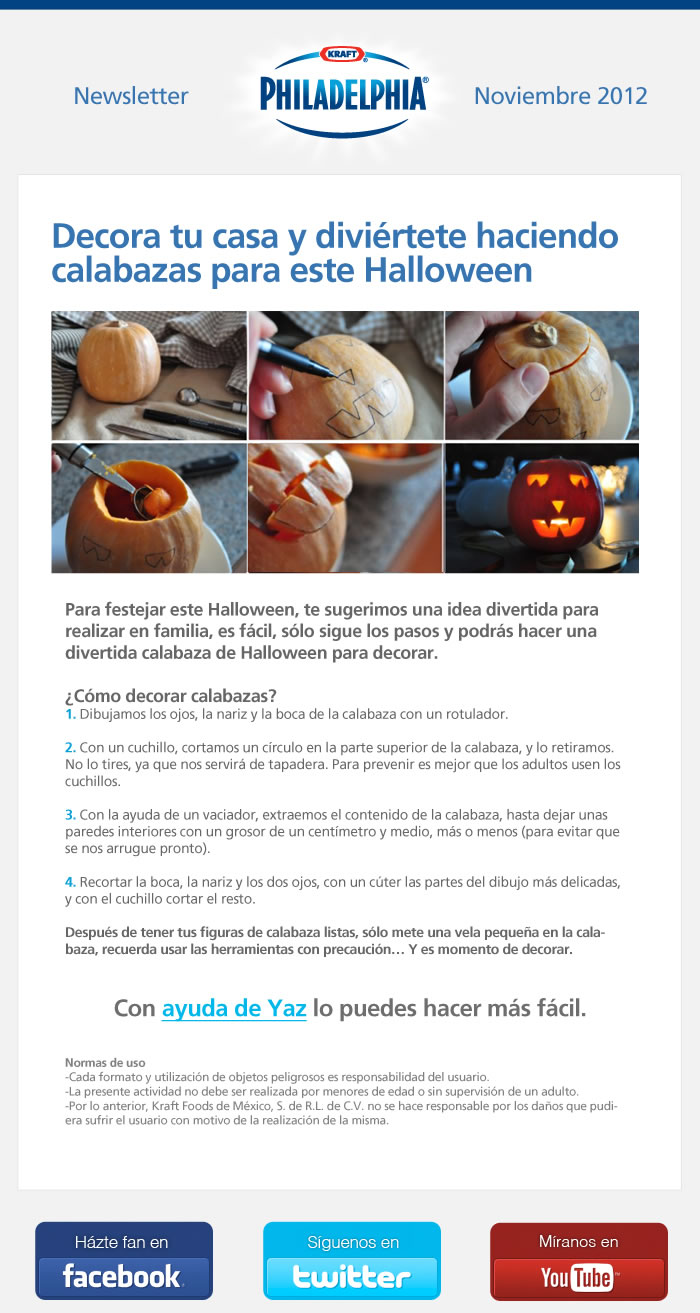 Newsletter
KRAFT®
PHILADELPHIA®
Noviembre 2012
Decora tu casa y diviértete haciendo
calabazas para este Halloween
Para festejar este Halloween, te sugerimos una idea divertida para
realizar en familia, es fácil, sólo sigue los pasos y podrás hacer una
divertida calabaza de Halloween para decorar.
¿Cómo decorar calabazas?
1. Dibujamos los ojos, la nariz y la boca de la calabaza con un rotulador.
2. Con un cuchillo, cortamos un círculo en la parte superior de la calabaza, y lo retiramos.
No lo tires, ya que nos servirá de tapadera. Para prevenir es mejor que los adultos usen los
cuchillos.
3. Con la ayuda de un vaciador, extraemos el contenido de la calabaza, hasta dejar unas
paredes interiores con un grosor de un centímetro y medio, más o menos (para evitar que
se nos arrugue pronto).
4. Recortar la boca, la nariz y los dos ojos, con un cúter las partes del dibujo más delicadas,
y con el cuchillo cortar el resto.
Después de tener tus figuras de calabaza listas, sólo mete una vela pequeña en la cala-
baza, recuerda usar las herramientas con precaución... Y es momento de decorar.
Con ayuda de Yaz lo puedes hacer más fácil.
Normas de uso
-Cada formato y utilización de objetos peligrosos es responsabilidad del usuario.
-La presente actividad no debe ser realizada por menores de edad o sin supervisión de un adulto.
-Por lo anterior, Kraft Foods de México, S. de R.L. de C.V. no se hace responsable por los daños que pudi-
era sufrir el usuario con motivo de la realización de la misma.
Házte fan en
facebook
Síguenos en
twitter
Míranos en
YouTube™